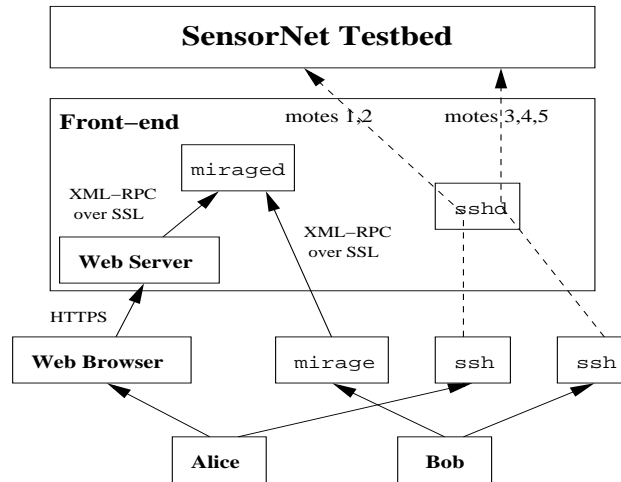 SensorNet Testbed
Front-end
motes 1,2
motes 3,4,5
miraged
XML-RPC
over SSL
XML-RPC
over SSL
sshd
Web Server
HTTPS
Web Browser
mirage
ssh
ssh
Alice
Bob